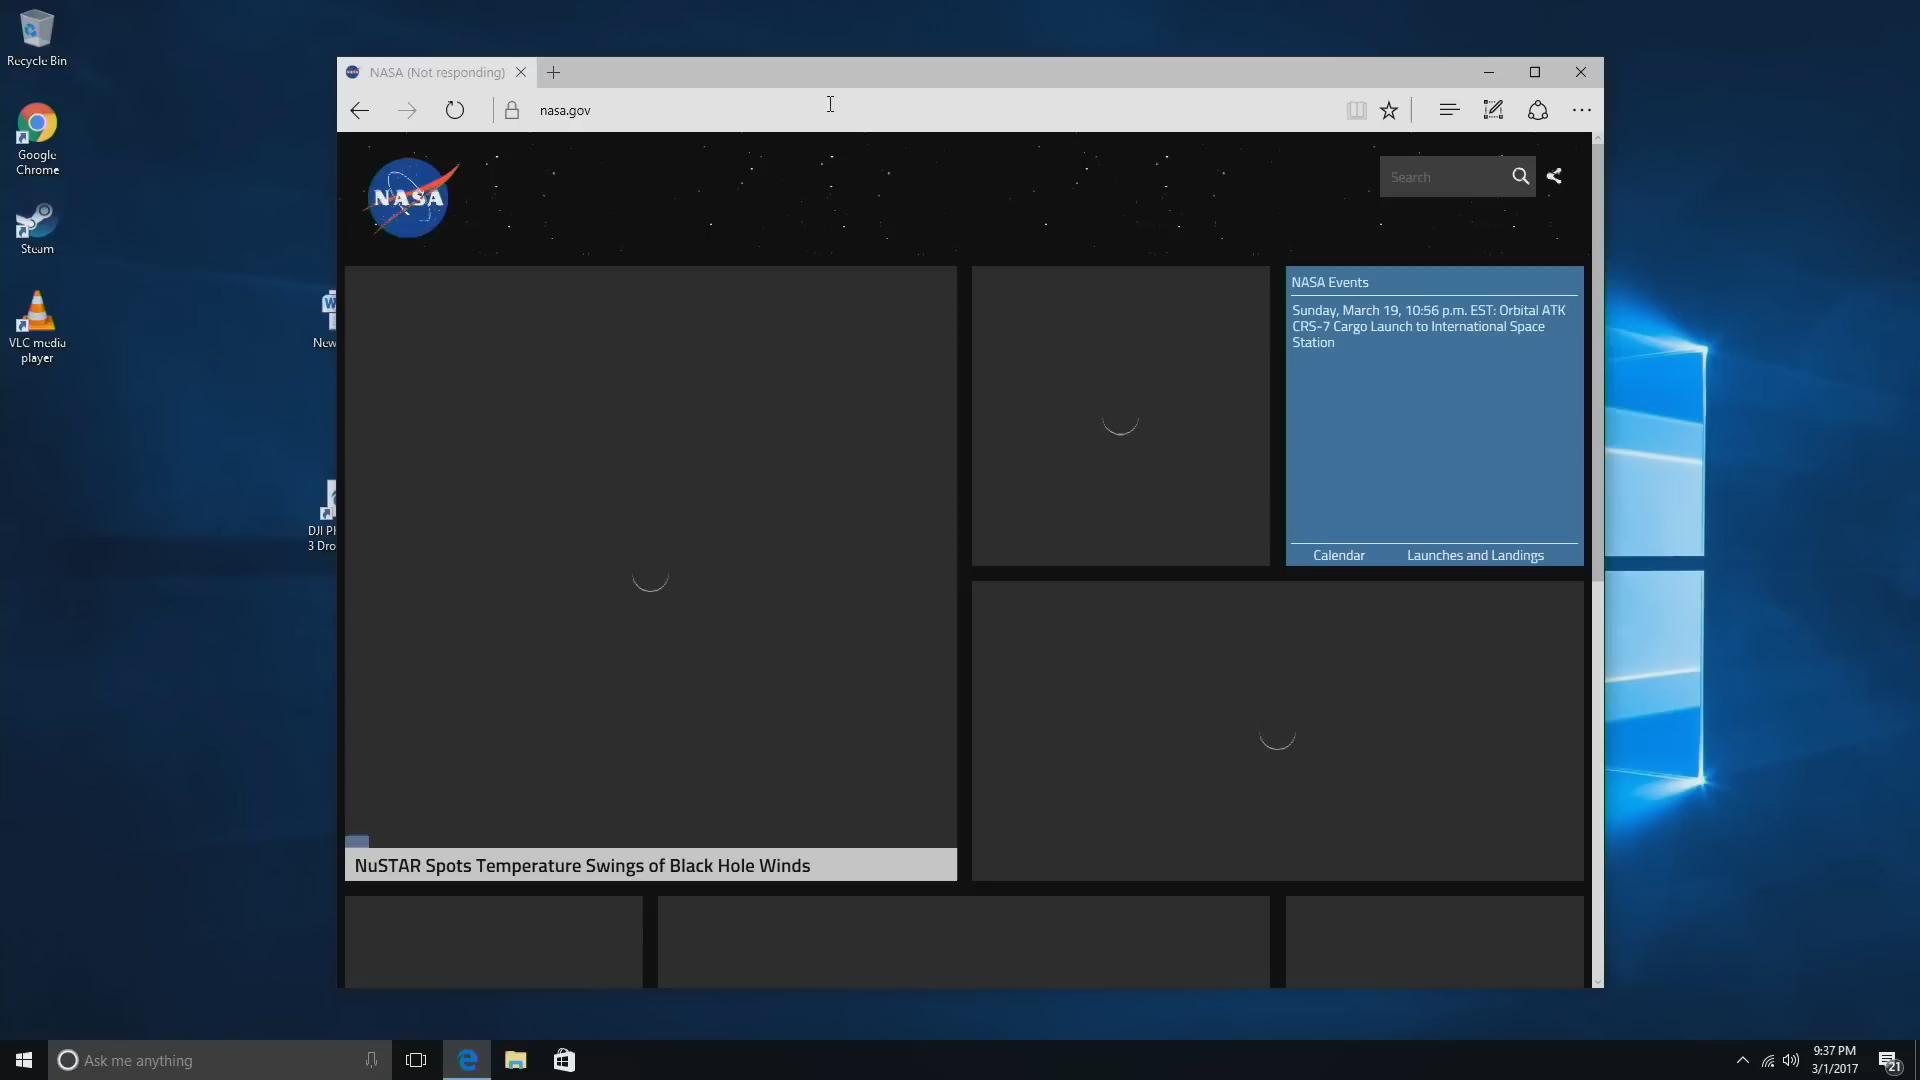 Recycle Bin
Google
Chrome
Steam
VLC media
player
New
DJI P
3 Dro
NASA (Not responding)
nasa.gov
NASA
Search
NASA Events
Sunday, March 19, 10:56 p.m. EST: Orbital ATK
CRS-7 Cargo Launch to International Space
Station
Calendar
Launches and Landings
NuSTAR Spots Temperature Swings of Black Hole Winds
Ask me anything
9:37 PM
3/1/2017
21